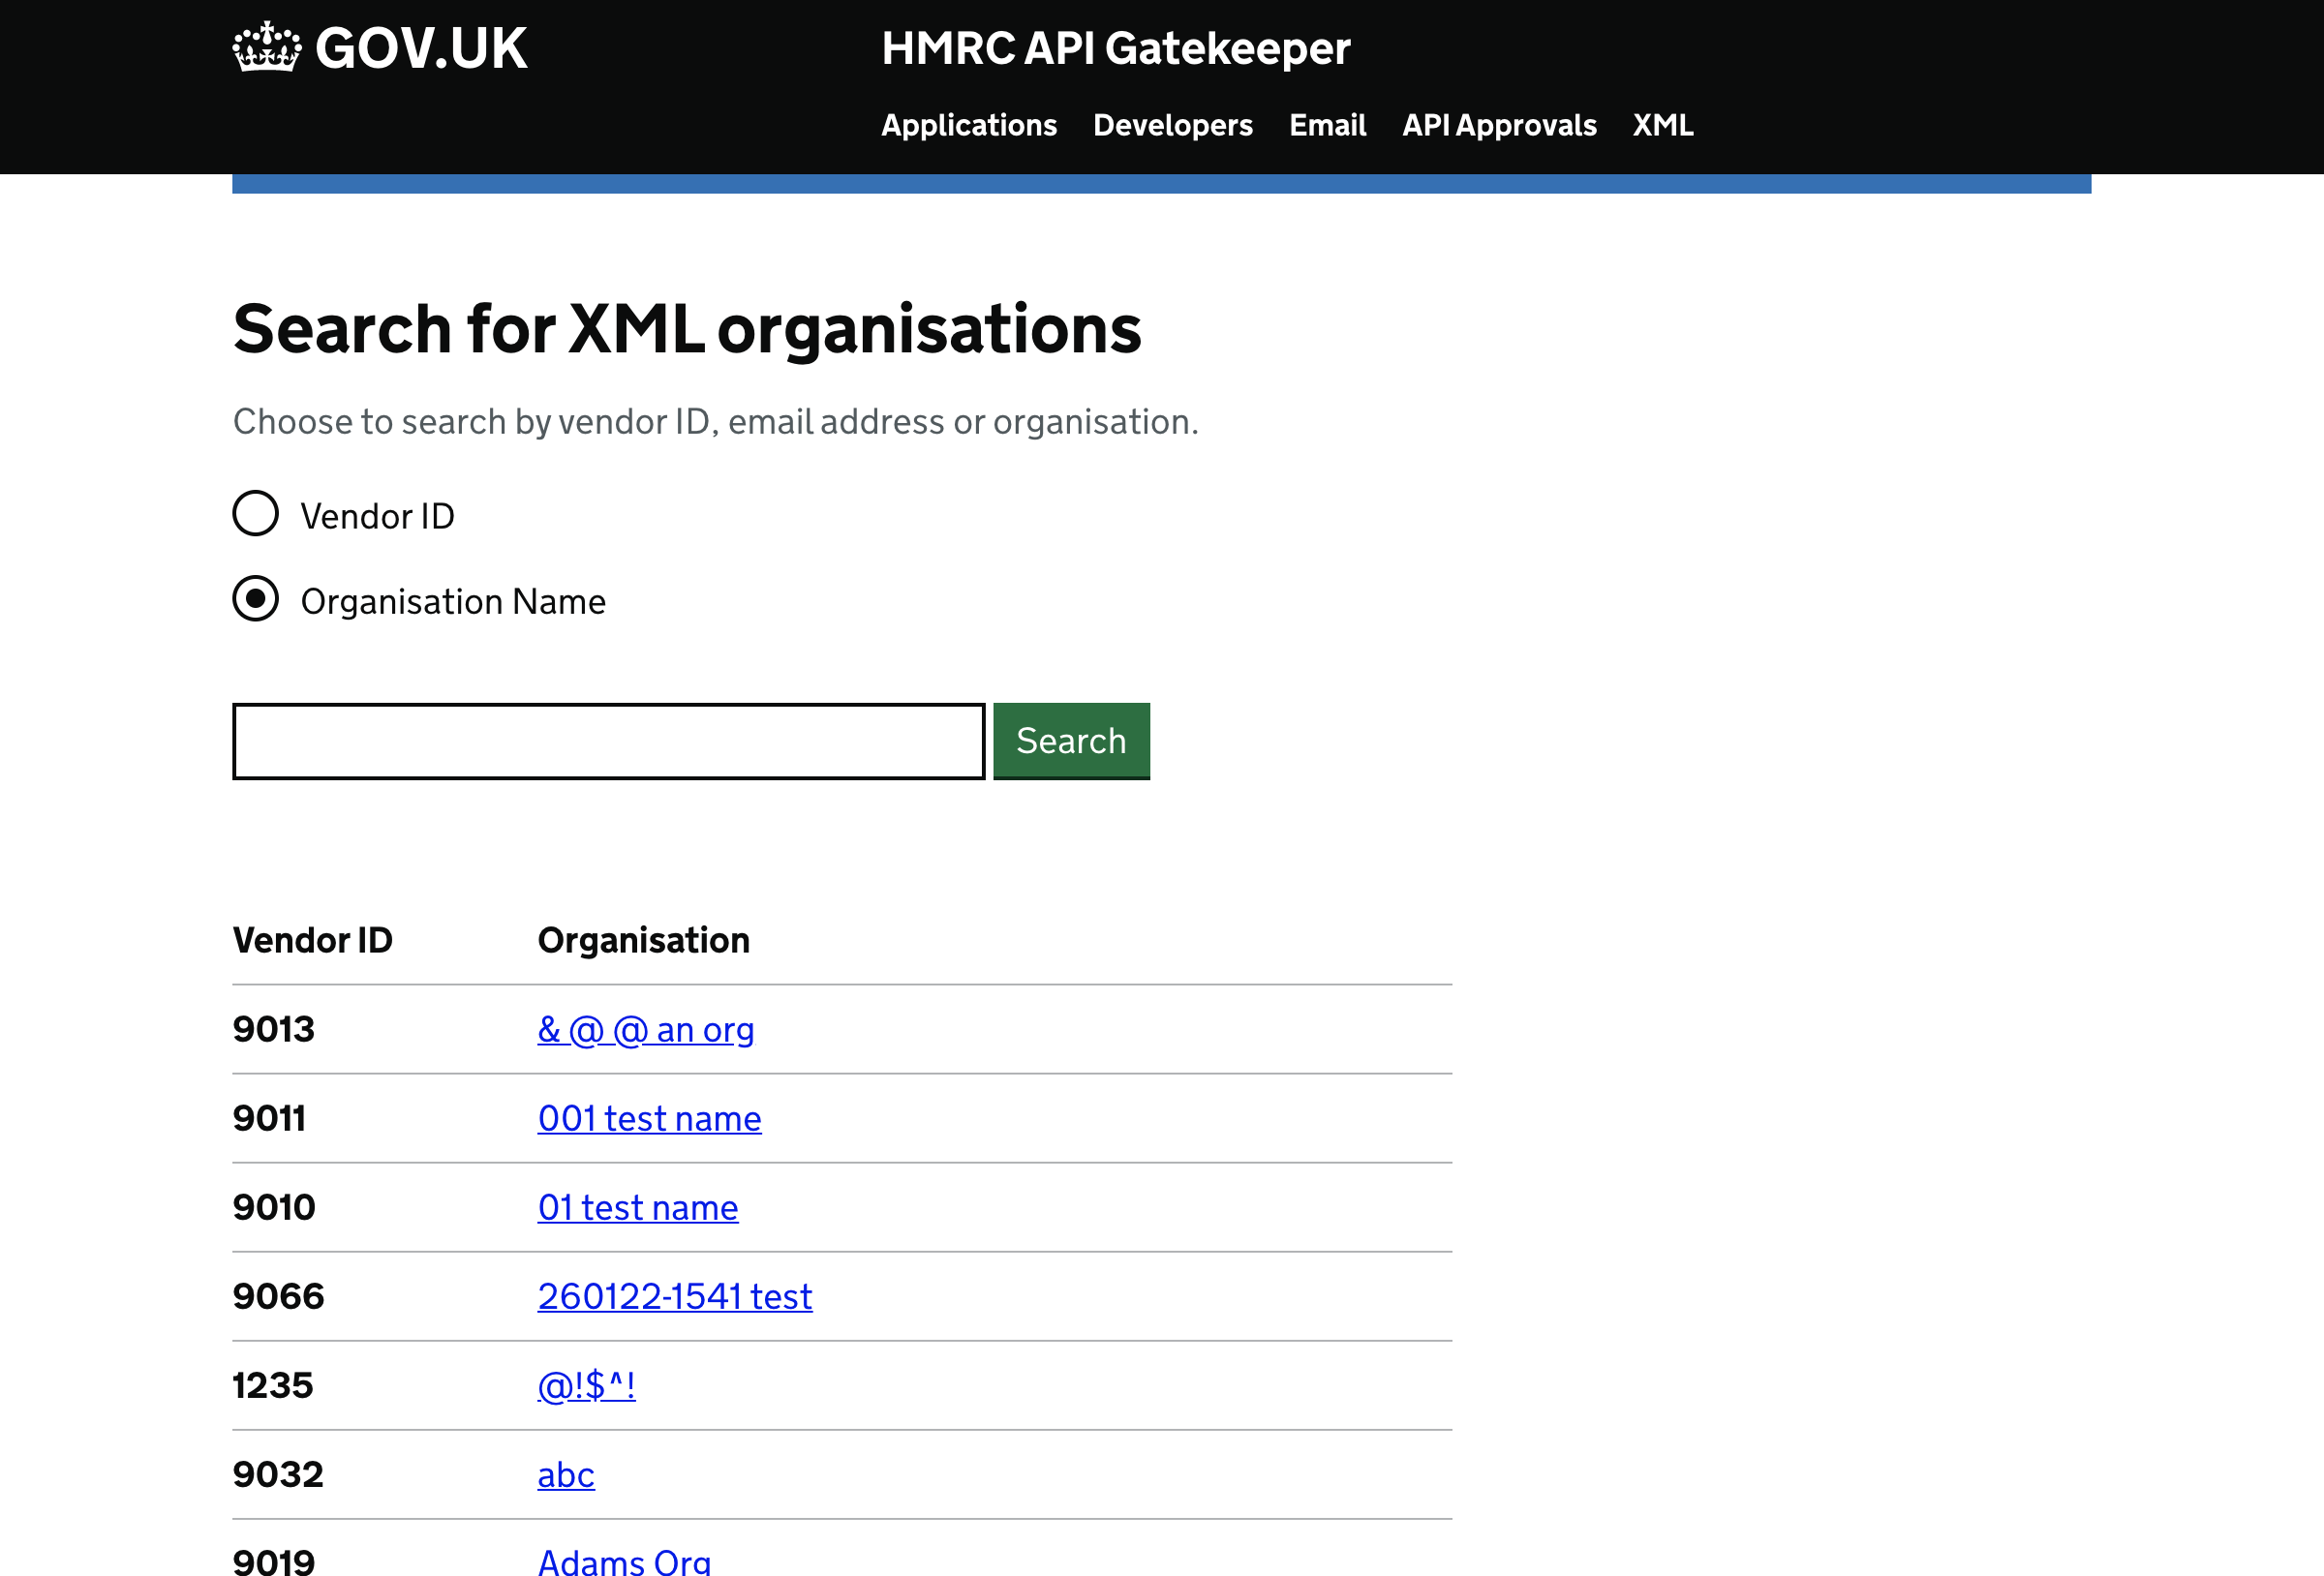 GOV.UK HMRC API Gatekeeper
Applications Developers Email API Approvals XML
Search for XML organisations
Choose to search by vendor ID, email address or organisation.
Vendor ID
Organisation Name
Search
Vendor ID Organisation
9013 & @ @ an org
9011 001 test name
9010 01 test name
9066 260122-1541 test
1235 @!$^!
9032 abc
9019 Adams Org